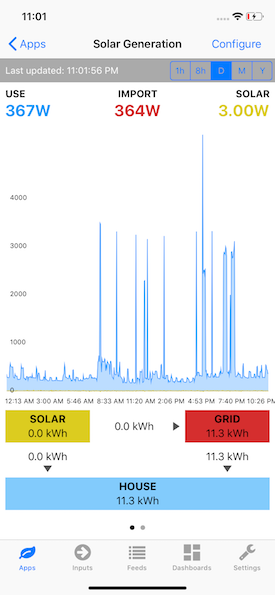 11:01
Apps Solar Generation Configure
Last updated: 11:01:56 PM 1h 8h D M Y
USE IMPORT SOLAR
367W 364W 3.00W
4000
3000
2000
1000
0
12:13 AM 3:00 AM 5:46 AM 8:33 AM 11:20 AM 2:06 PM 4:53 PM 7:40 PM 10:26 PM
SOLAR GRID
0.0 kWh 0.0 kWh 11.3 kWh
0.0 kWh 11.3 kWh
HOUSE
11.3 kWh
Apps Inputs Feeds Dashboards Settings